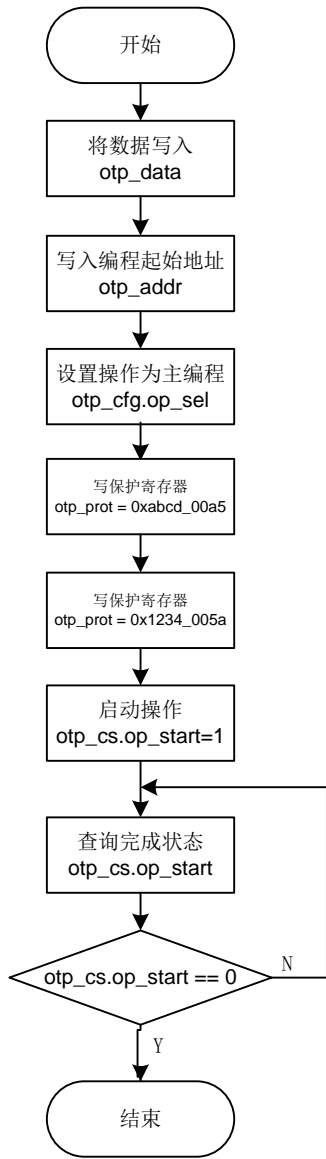 开始
将数据写入
otp_data
写入编程起始地址
otp_addr
设置操作为主编程
otp_cfg.op_sel
写保护寄存器
otp_prot = 0xabcd_00a5
写保护寄存器
otp_prot = 0x1234_005a
启动操作
otp_cs.op_start=1
查询完成状态
otp_cs.op_start
otp_cs.op_start == 0
N
Y
结束